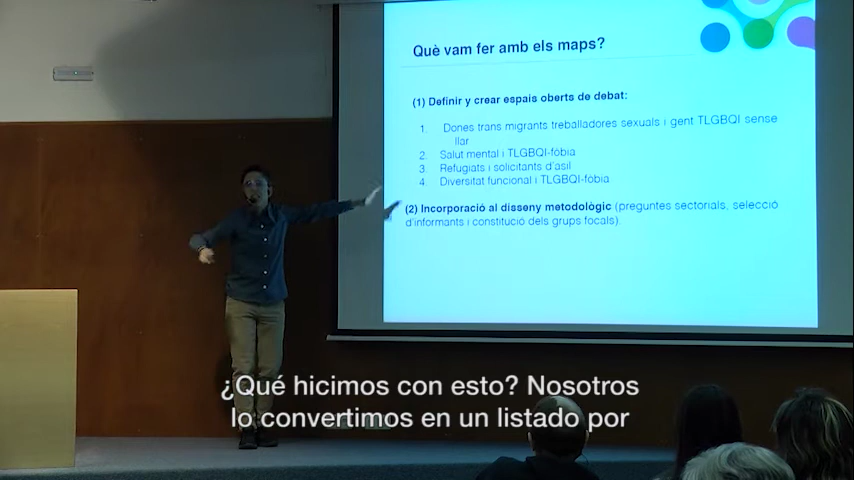 Què vam fer amb els maps?
(1) Definir y crear espais oberts de debat:
1. Dones trans migrants treballadores sexuals i gent TLGBQI sense
llar
2. Salut mental i TLGBQI-fòbia
3. Refugiats i solicitants d'asil
4. Diversitat funcional i TLGBQI-fòbia
(2) Incorporació al disseny metodològic (preguntes sectorials, selecció
d'informants i constitució dels grups focals).
¿Qué hicimos con esto? Nosotros
lo convertimos en un listado por